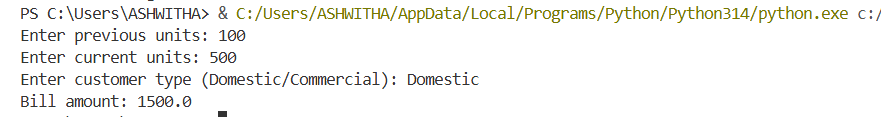 PS C:\Users\ASHWITHA> & C:/Users/ASHWITHA/AppData/Local/Programs/Python/Python314/python.exe c:/
Enter previous units: 100
Enter current units: 500
Enter customer type (Domestic/Commercial): Domestic
Bill amount: 1500.0